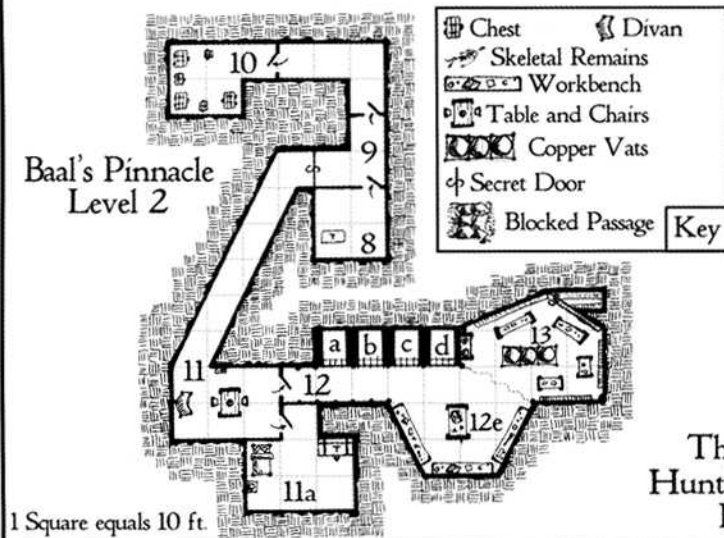 Chest
Divan
Skeletal Remains
Workbench
Table and Chairs
Copper Vats
Secret Door
Blocked Passage
Key
Baal's Pinnacle
Level 2
10
9
8
11
12
a
b
c
d
13
12e
11a
Th
Hunt
1 Square equals 10 ft.